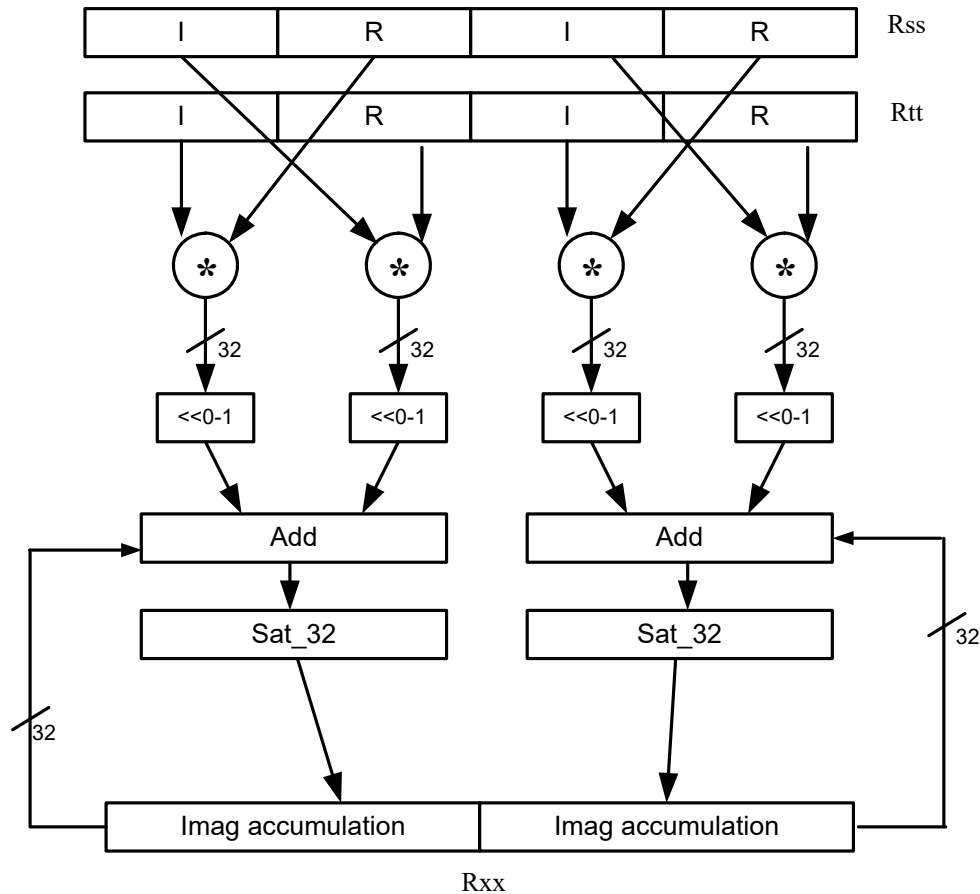 I R I R Rss
I R I R Rtt
* * * *
32 32 32 32
<<0-1 <<0-1 <<0-1 <<0-1
Add Add
Sat_32 Sat_32
32
32
Imag accumulation Imag accumulation
Rxx